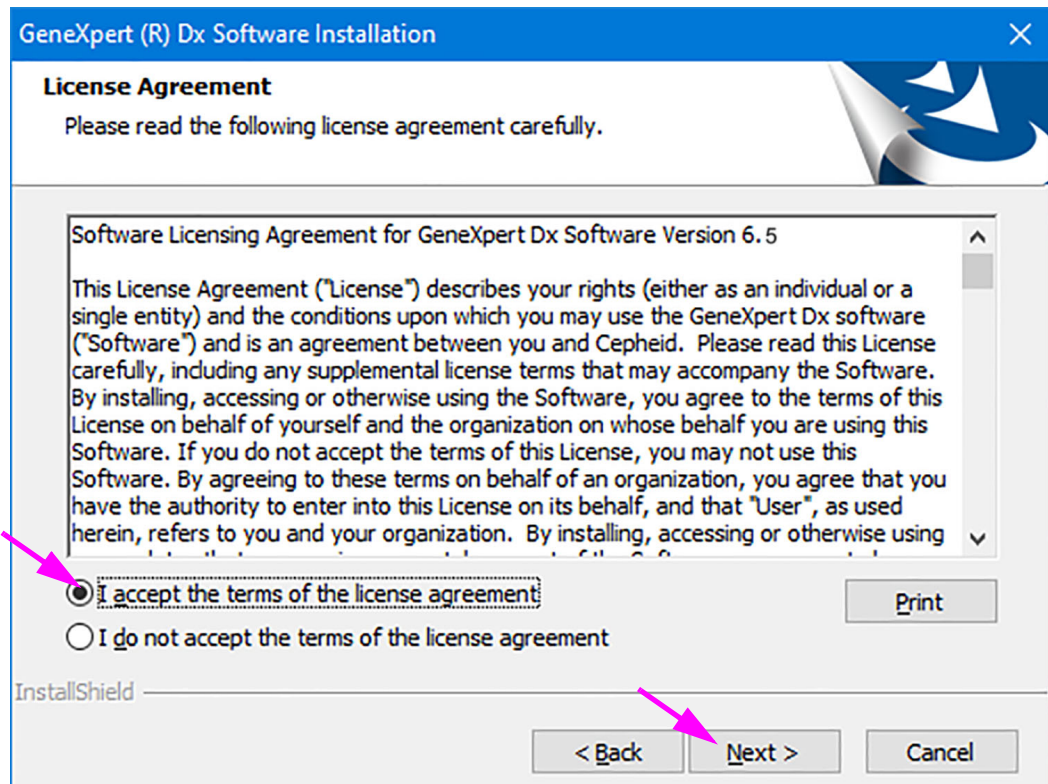 GeneXpert (R) Dx Software Installation
License Agreement
Please read the following license agreement carefully.
Software Licensing Agreement for GeneXpert Dx Software Version 6.5
This License Agreement ("License") describes your rights (either as an individual or a
single entity) and the conditions upon which you may use the GeneXpert Dx software
("Software") and is an agreement between you and Cepheid.  Please read this License
carefully, including any supplemental license terms that may accompany the Software.
By installing, accessing or otherwise using the Software, you agree to the terms of this
License on behalf of yourself and the organization on whose behalf you are using this
Software. If you do not accept the terms of this License, you may not use this
Software. By agreeing to these terms on behalf of an organization, you agree that you
have the authority to enter into this License on its behalf, and that "User", as used
herein, refers to you and your organization.  By installing, accessing or otherwise using
I accept the terms of the license agreement
Print
I do not accept the terms of the license agreement
InstallShield
< Back
Next >
Cancel